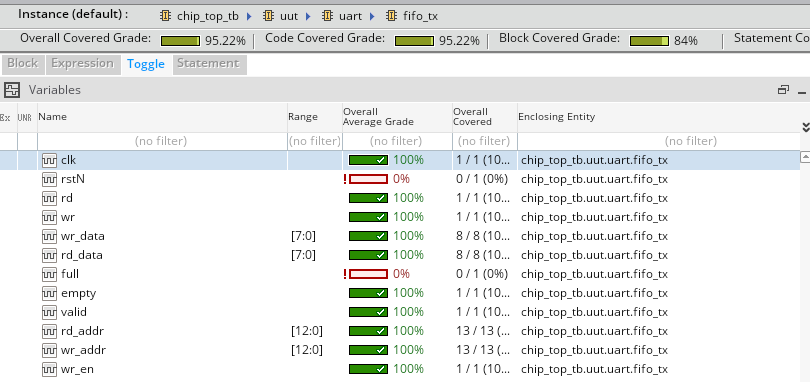 Instance (default) : chip_top_tb uut uart fifo_tx
Overall Covered Grade: 95.22% Code Covered Grade: 95.22% Block Covered Grade: 84% Statement Co
Block Expression Toggle Statement
Variables
Ex UNR Name Range Overall Average Grade Overall Covered Enclosing Entity
(no filter) (no filter) (no filter) (no filter) (no filter)
clk 100% 1 / 1 (10... chip_top_tb.uut.uart.fifo_tx
rstN ! 0% 0 / 1 (0%) chip_top_tb.uut.uart.fifo_tx
rd 100% 1 / 1 (10... chip_top_tb.uut.uart.fifo_tx
wr 100% 1 / 1 (10... chip_top_tb.uut.uart.fifo_tx
wr_data [7:0] 100% 8 / 8 (10... chip_top_tb.uut.uart.fifo_tx
rd_data [7:0] 100% 8 / 8 (10... chip_top_tb.uut.uart.fifo_tx
full ! 0% 0 / 1 (0%) chip_top_tb.uut.uart.fifo_tx
empty 100% 1 / 1 (10... chip_top_tb.uut.uart.fifo_tx
valid 100% 1 / 1 (10... chip_top_tb.uut.uart.fifo_tx
rd_addr [12:0] 100% 13 / 13 (... chip_top_tb.uut.uart.fifo_tx
wr_addr [12:0] 100% 13 / 13 (... chip_top_tb.uut.uart.fifo_tx
wr_en 100% 1 / 1 (10... chip_top_tb.uut.uart.fifo_tx